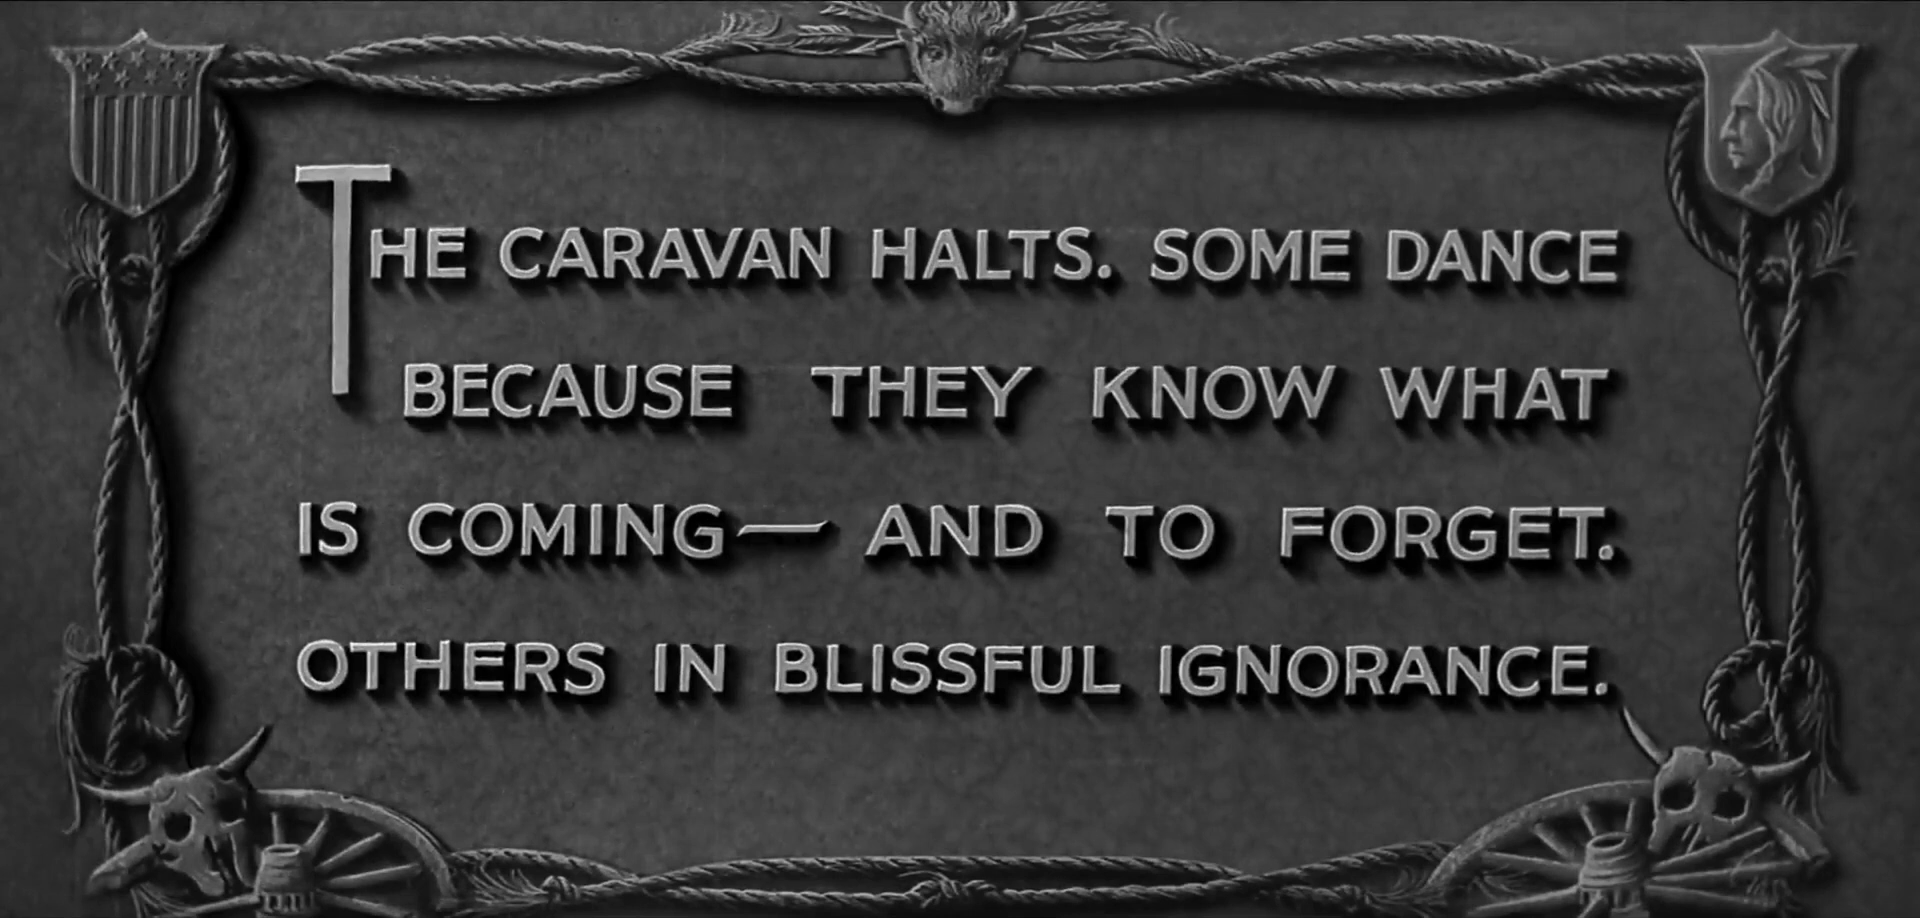 THE CARAVAN HALTS. SOME DANCE
BECAUSE THEY KNOW WHAT
IS COMING— AND TO FORGET.
OTHERS IN BLISSFUL IGNORANCE.